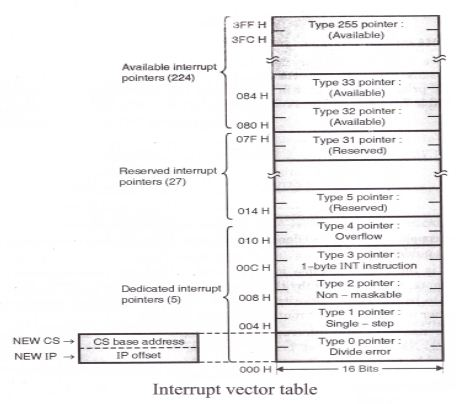 3FF H
Type 255 pointer :
(Available)
3FC H
Available interrupt
pointers (224)
Type 33 pointer :
(Available)
084 H
Type 32 pointer :
(Available)
080 H
07F H
Type 31 pointer :
(Reserved)
Reserved interrupt
pointers (27)
Type 5 pointer :
(Reserved)
014 H
Type 4 pointer :
Overflow
010 H
Type 3 pointer :
1-byte INT instruction
00C H
Dedicated interrupt
pointers (5)
Type 2 pointer :
Non – maskable
008 H
Type 1 pointer :
Single – step
004 H
NEW CS → CS base address
Type 0 pointer :
Divide error
NEW IP → IP offset
000 H
16 Bits
Interrupt vector table